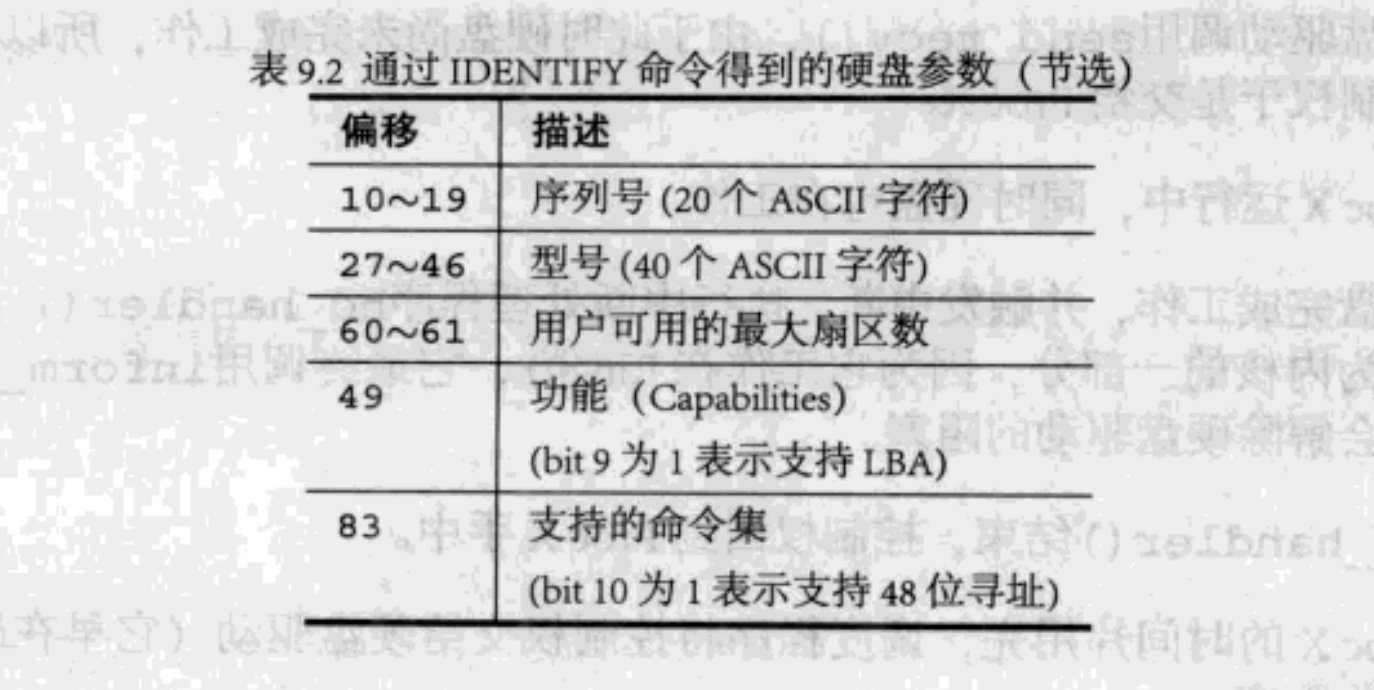 表 9.2 通过 IDENTIFY 命令得到的硬盘参数（节选）
偏移 描述
10～19 序列号 (20 个 ASCII 字符)
27～46 型号 (40 个 ASCII 字符)
60～61 用户可用的最大扇区数
49 功能（Capabilities）
(bit 9 为 1 表示支持 LBA)
83 支持的命令集
(bit 10 为 1 表示支持 48 位寻址)